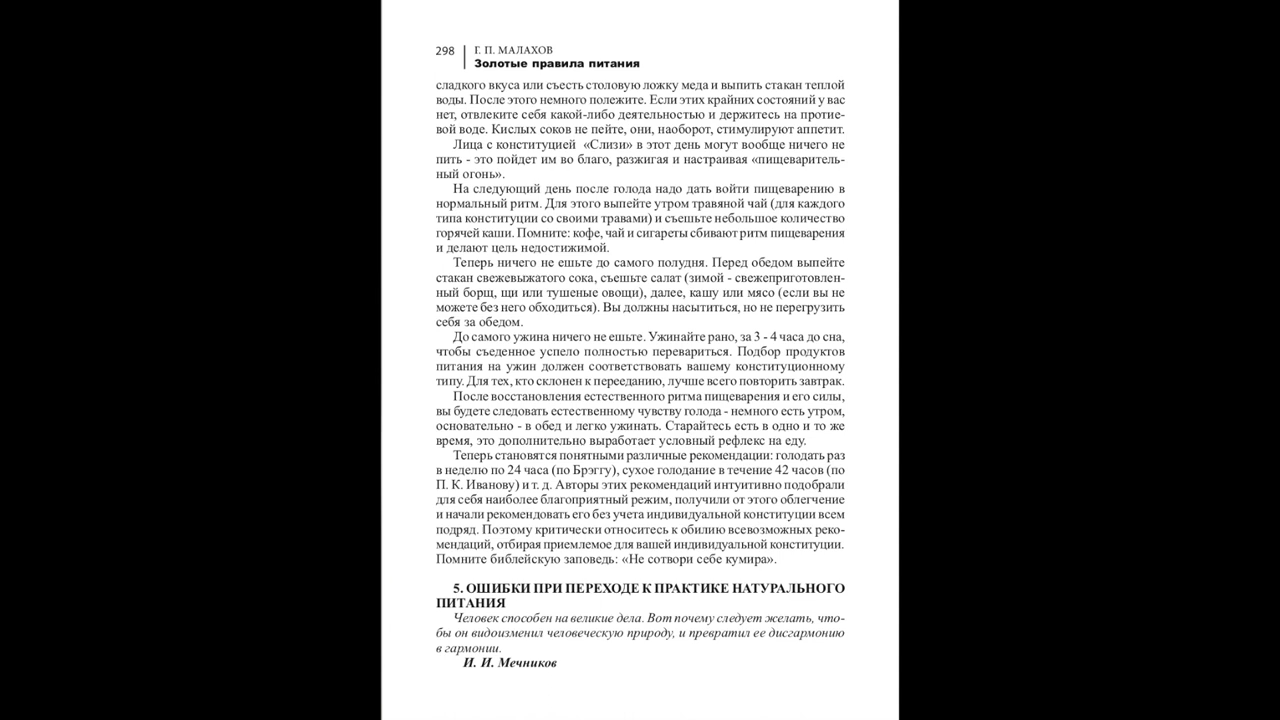 298
Г. П. МАЛАХОВ
Золотые правила питания
сладкого вкуса или съесть столовую ложку меда и выпить стакан теплой
воды. После этого немного полежите. Если этих крайних состояний у вас
нет, отвлеките себя какой-либо деятельностью и держитесь на протие-
вой воде. Кислых соков не пейте, они, наоборот, стимулируют аппетит.
Лица с конституцией «Слизи» в этот день могут вообще ничего не
пить - это пойдет им во благо, разжигая и настраивая «пищеваритель-
ный огонь».
На следующий день после голода надо дать войти пищеварению в
нормальный ритм. Для этого выпейте утром травяной чай (для каждого
типа конституции со своими травами) и съешьте небольшое количество
горячей каши. Помните: кофе, чай и сигареты сбивают ритм пищеварения
и делают цель недостижимой.
Теперь ничего не ешьте до самого полудня. Перед обедом выпейте
стакан свежевыжатого сока, съешьте салат (зимой - свежеприготовлен-
ный борщ, щи или тушеные овощи), далее, кашу или мясо (если вы не
можете без него обходиться). Вы должны насытиться, но не перегрузить
себя за обедом.
До самого ужина ничего не ешьте. Ужинайте рано, за 3 - 4 часа до сна,
чтобы съеденное успело полностью перевариться. Подбор продуктов
питания на ужин должен соответствовать вашему конституционному
типу. Для тех, кто склонен к перееданию, лучше всего повторить завтрак.
После восстановления естественного ритма пищеварения и его силы,
вы будете следовать естественному чувству голода - немного есть утром,
основательно - в обед и легко ужинать. Старайтесь есть в одно и то же
время, это дополнительно выработает условный рефлекс на еду.
Теперь становятся понятными различные рекомендации: голодать раз
в неделю по 24 часа (по Брэггу), сухое голодание в течение 42 часов (по
П. К. Иванову) и т. д. Авторы этих рекомендаций интуитивно подобрали
для себя наиболее благоприятный режим, получили от этого облегчение
и начали рекомендовать его без учета индивидуальной конституции всем
подряд. Поэтому критически относитесь к обилию всевозможных реко-
мендаций, отбирая приемлемое для вашей индивидуальной конституции.
Помните библейскую заповедь: «Не сотвори себе кумира».
5. ОШИБКИ ПРИ ПЕРЕХОДЕ К ПРАКТИКЕ НАТУРАЛЬНОГО
ПИТАНИЯ
Человек способен на великие дела. Вот почему следует желать, что-
бы он видоизменил человеческую природу, и превратил ее дисгармонию
в гармонии.
И. И. Мечников